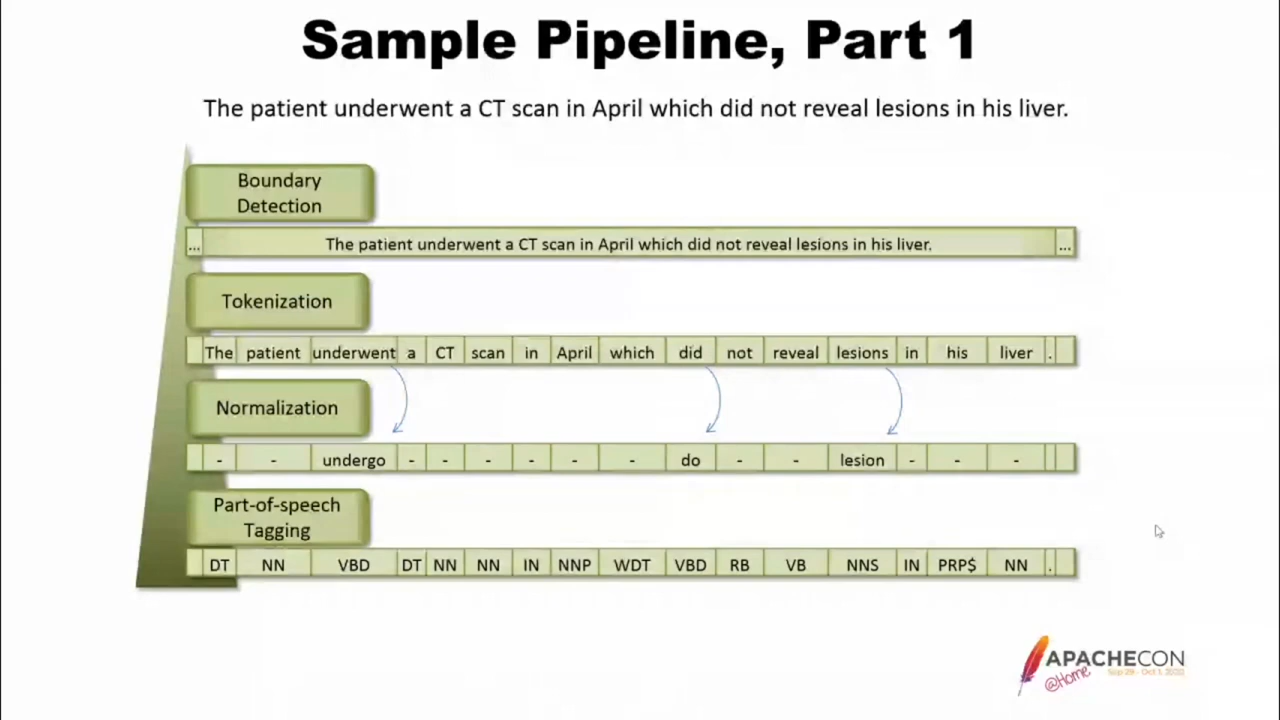 Sample Pipeline, Part 1
The patient underwent a CT scan in April which did not reveal lesions in his liver.
Boundary
Detection
... The patient underwent a CT scan in April which did not reveal lesions in his liver. ...
Tokenization
The patient underwent a CT scan in April which did not reveal lesions in his liver .
Normalization
- - undergo - - - - - - do - - lesion - - -
Part-of-speech
Tagging
DT NN VBD DT NN NN IN NNP WDT VBD RB VB NNS IN PRP$ NN .
APACHECON
@Home Sep 29 - Oct 1 2020